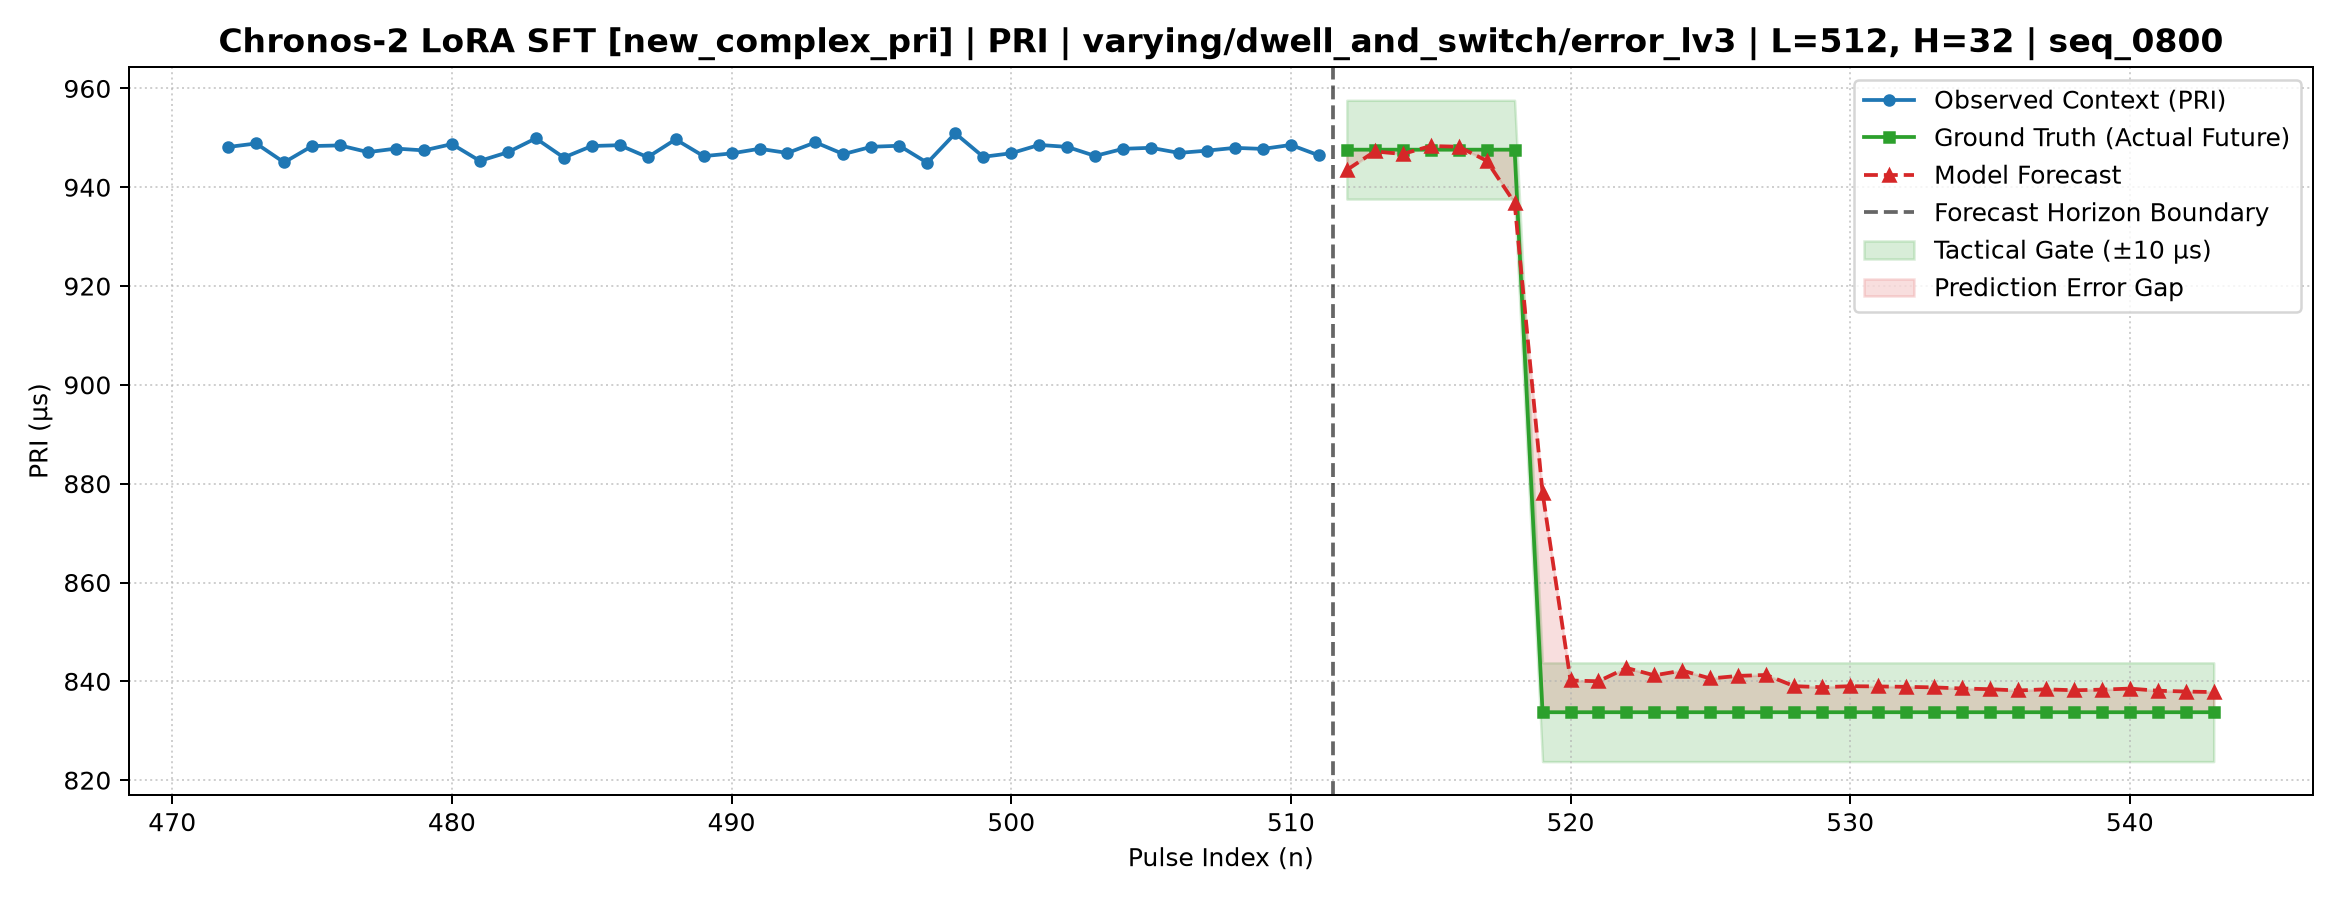 Chronos-2 LoRA SFT [new_complex_pri] | PRI | varying/dwell_and_switch/error_lv3 | L=512, H=32 | seq_0800
960
940
920
900
880
860
840
820
PRI (µs)
Observed Context (PRI)
Ground Truth (Actual Future)
Model Forecast
Forecast Horizon Boundary
Tactical Gate (±10 µs)
Prediction Error Gap
470 480 490 500 510 520 530 540
Pulse Index (n)